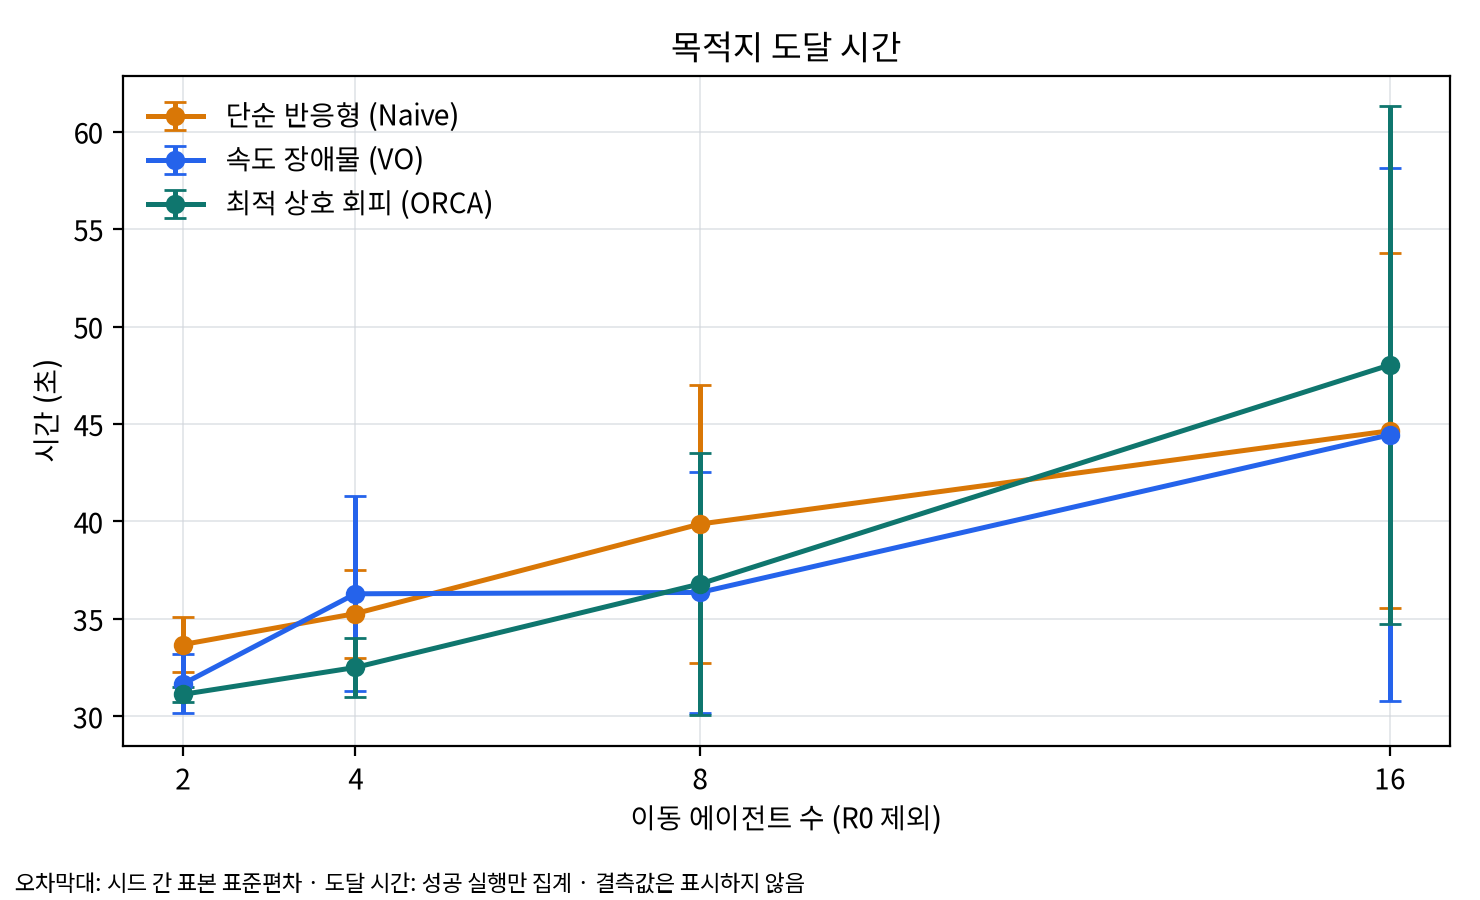 목적지 도달 시간
단순 반응형 (Naive)
속도 장애물 (VO)
최적 상호 회피 (ORCA)
시간 (초)
60
55
50
45
40
35
30
2 4 8 16
이동 에이전트 수 (R0 제외)
오차막대: 시드 간 표본 표준편차 · 도달 시간: 성공 실행만 집계 · 결측값은 표시하지 않음